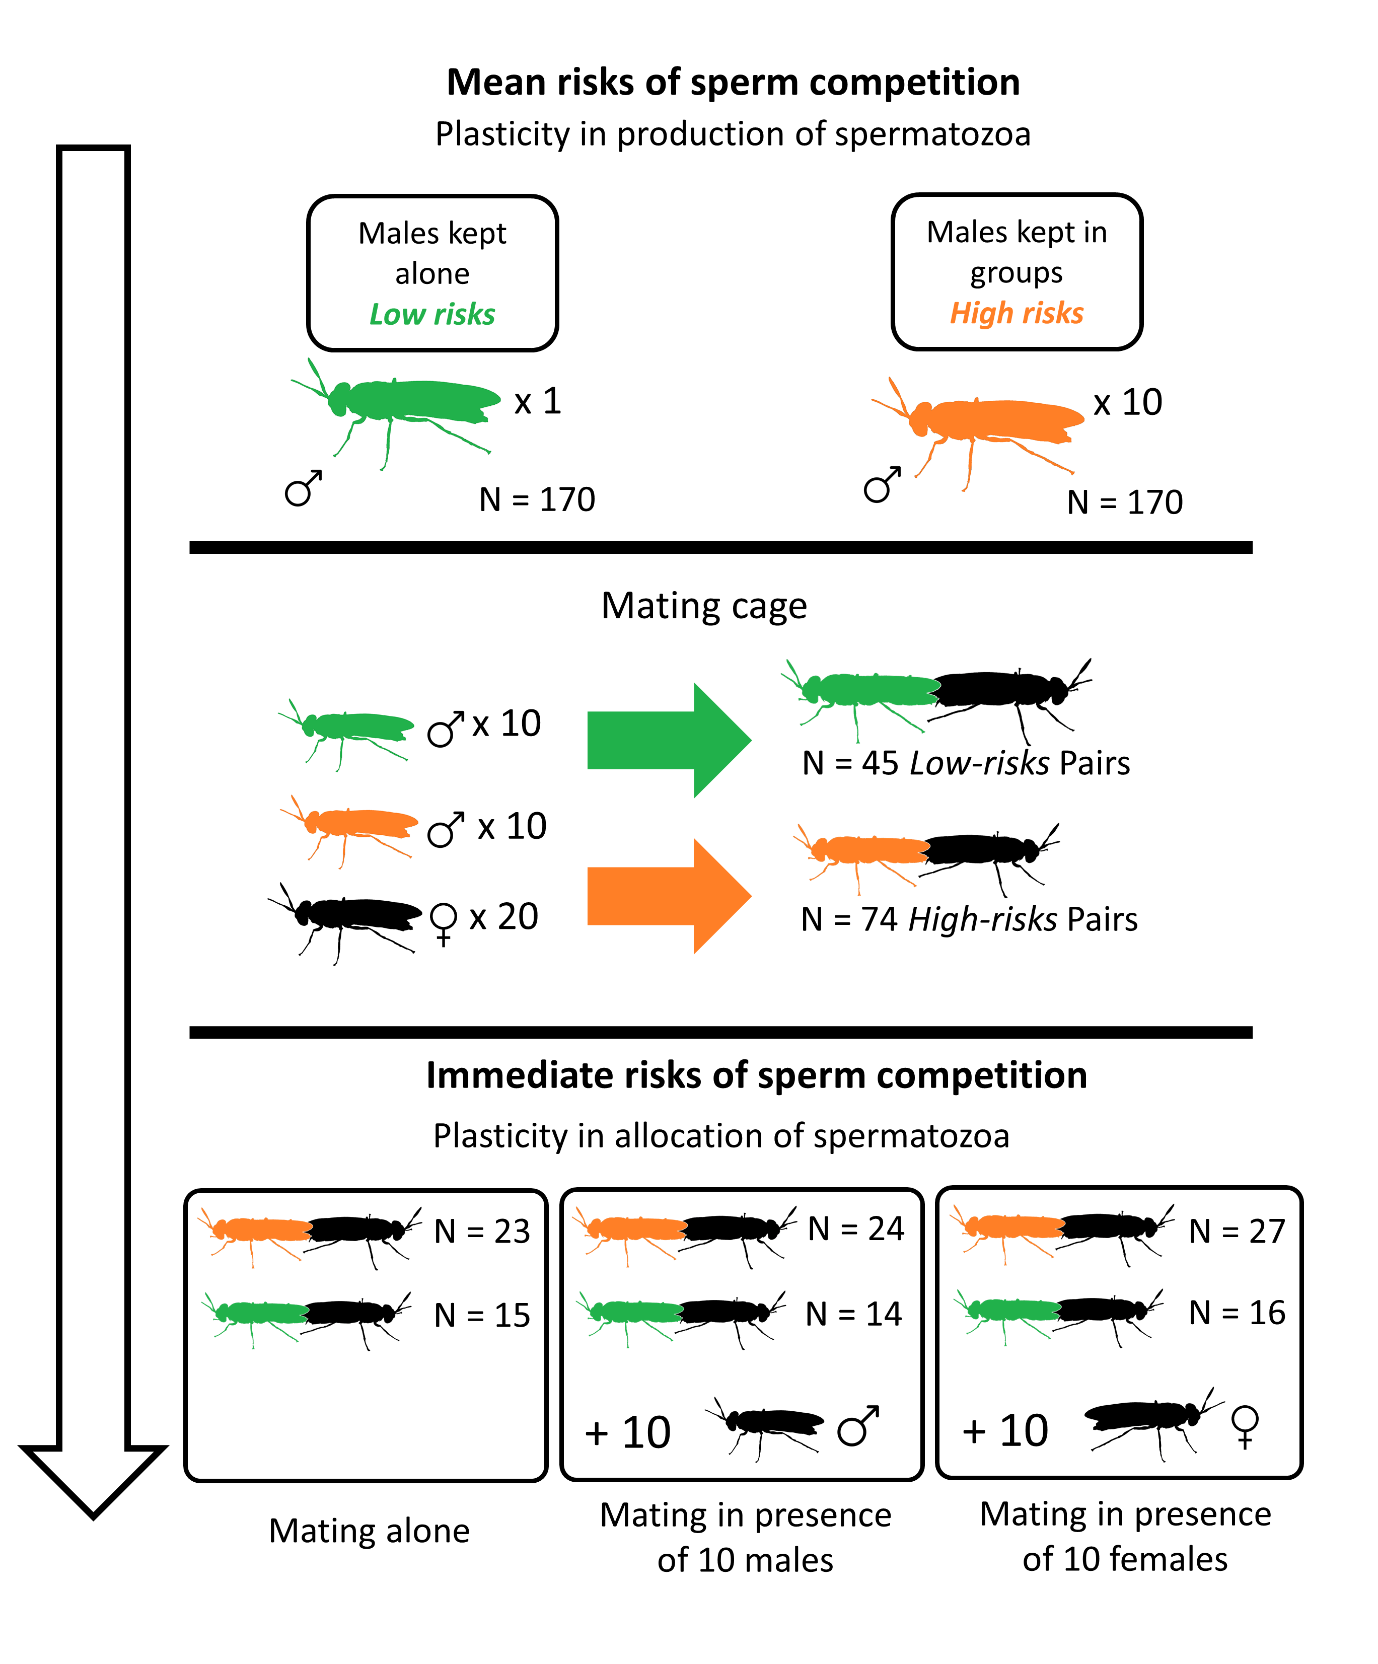 Mean risks of sperm competition
Plasticity in production of spermatozoa
Males kept
alone
Low risks
Males kept in
groups
High risks
x 1
♂
N = 170
x 10
♂
N = 170
Mating cage
♂ x 10
♂ x 10
♀ x 20
N = 45 Low-risks Pairs
N = 74 High-risks Pairs
Immediate risks of sperm competition
Plasticity in allocation of spermatozoa
N = 23
N = 15
Mating alone
N = 24
N = 14
+ 10 ♂
Mating in presence
of 10 males
N = 27
N = 16
+ 10 ♀
Mating in presence
of 10 females